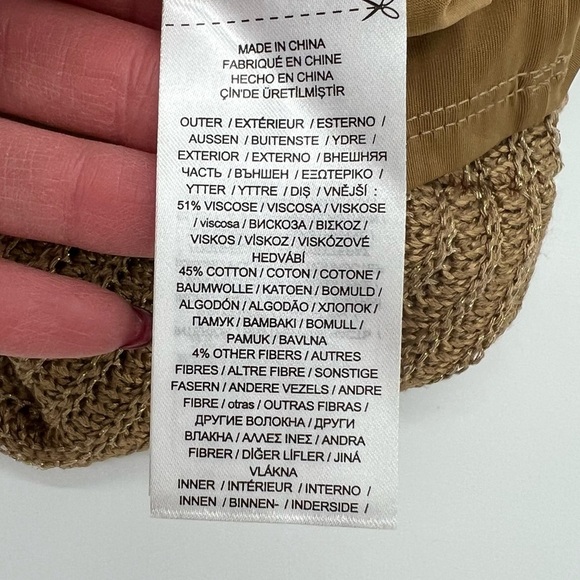 MADE IN CHINA
FABRIQUÉ EN CHINE
HECHO EN CHINA
ÇİN'DE ÜRETİLMİŞTİR
OUTER / EXTÉRIEUR / ESTERNO /
AUSSEN / BUITENSTE / YDRE /
EXTERIOR / EXTERNO / ВНЕШНЯЯ
ЧАСТЬ / ВЪНШЕН / ΕΞΩΤΕΡΙΚΟ /
YTTER / YTTRE / DIŞ / VNĚJŠÍ :
51% VISCOSE / VISCOSA / VISKOSE
/ viscosa / ВИСКОЗА / ΒΙΣΚΟΖ /
VISKOS / VİSKOZ / VISKÓZOVÉ
HEDVÁBÍ
45% COTTON / COTON / COTONE /
BAUMWOLLE / KATOEN / BOMULD /
ALGODÓN / ALGODÃO / ХЛОПОК /
ПАМУК / ΒΑΜΒΑΚΙ / BOMULL /
PAMUK / BAVLNA
4% OTHER FIBERS / AUTRES
FIBRES / ALTRE FIBRE / SONSTIGE
FASERN / ANDERE VEZELS / ANDRE
FIBRE / otras / OUTRAS FIBRAS /
ДРУГИЕ ВОЛОКНА / ДРУГИ
ВЛАКНА / ΑΛΛΕΣ ΙΝΕΣ / ANDRA
FIBRER / DİĞER LİFLER / JINÁ
VLÁKNA
INNER / INTÉRIEUR / INTERNO /
INNEN / BINNEN- / INDERSIDE /